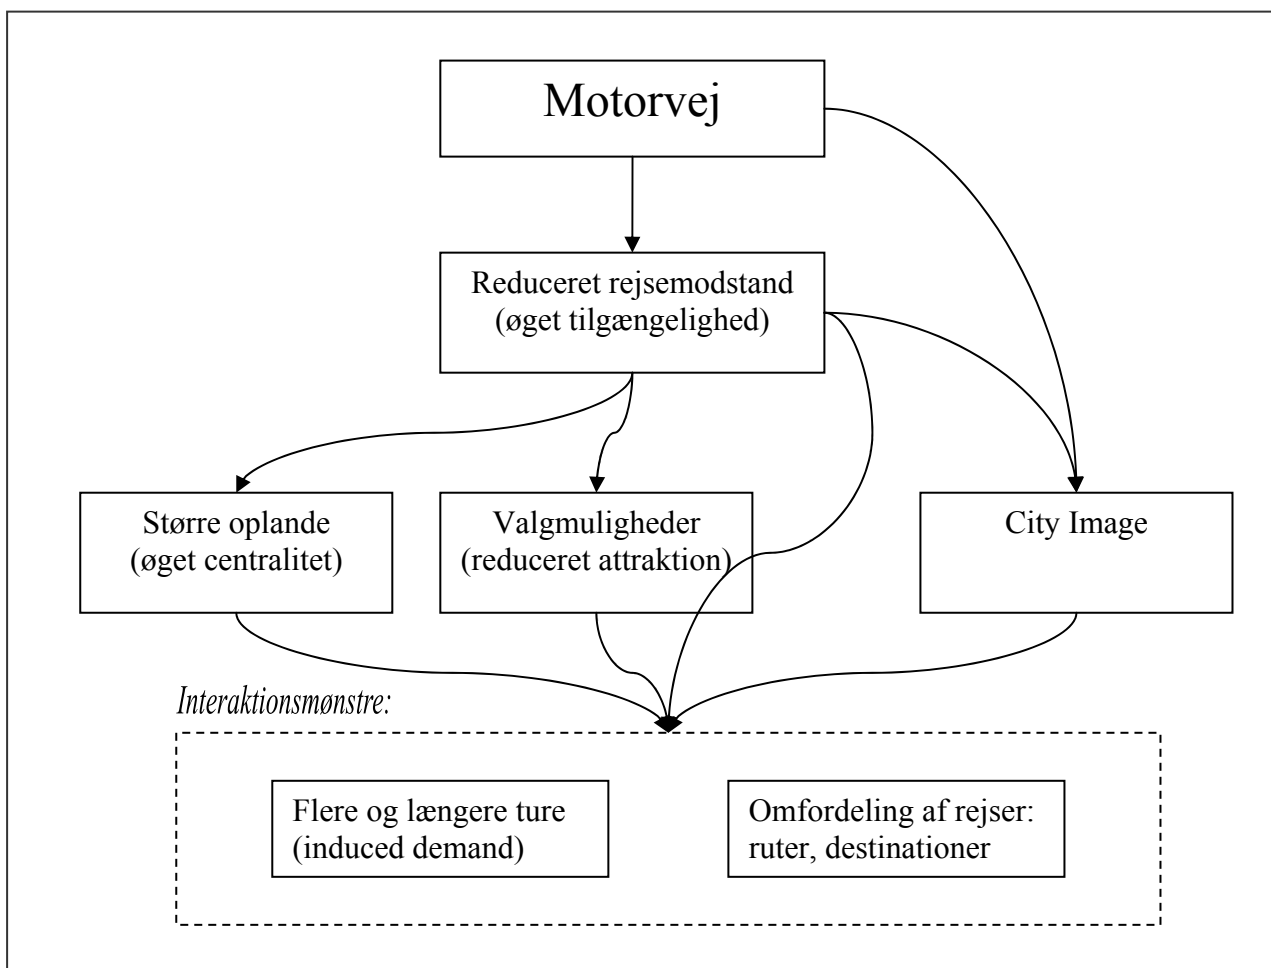 Motorvej
Reduceret rejsemodstand
(øget tilgængelighed)
Større oplande
(øget centralitet)
Valgmuligheder
(reduceret attraktion)
City Image
Interaktionsmønstre:
Flere og længere ture
(induced demand)
Omfordeling af rejser:
ruter, destinationer